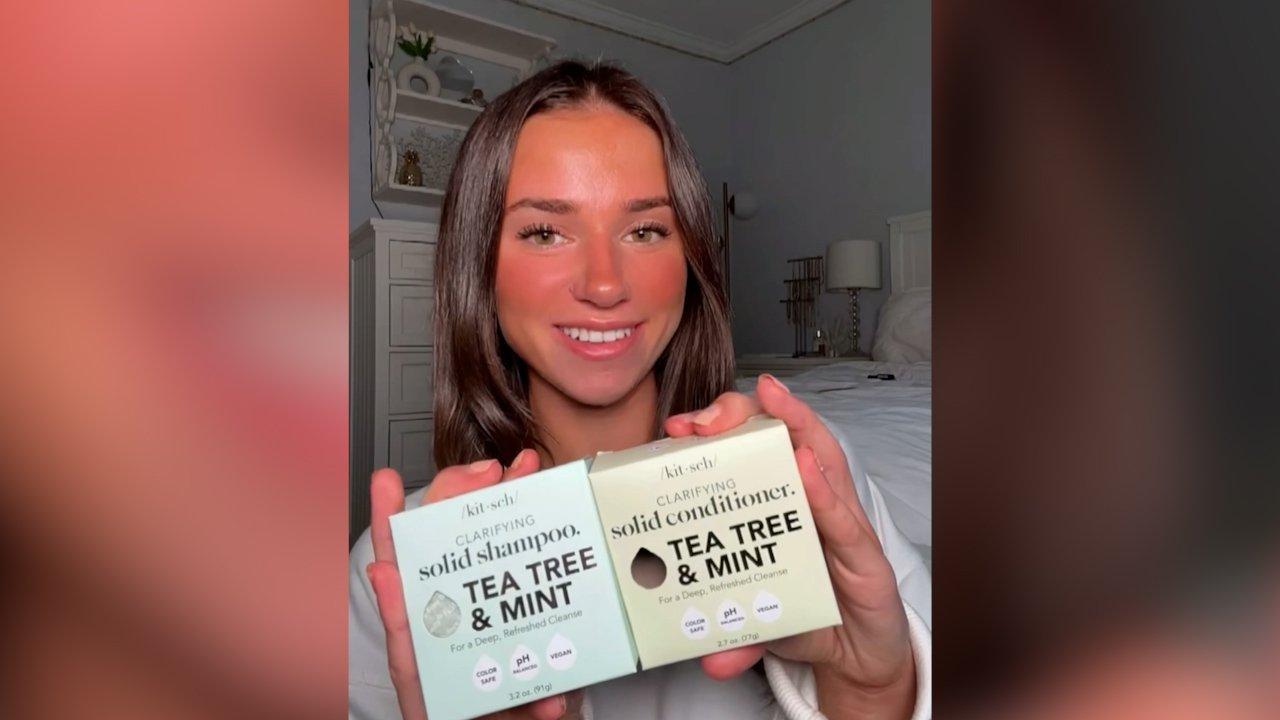 /kit·sch/
CLARIFYING
solid shampoo.
TEA TREE
& MINT
For a Deep, Refreshed Cleanse
COLOR
SAFE
pH
BALANCED
VEGAN
3.2 oz. (91g)
/kit·sch/
CLARIFYING
solid conditioner.
TEA TREE
& MINT
For a Deep, Refreshed Cleanse
COLOR
SAFE
pH
BALANCED
VEGAN
2.7 oz. (77g)